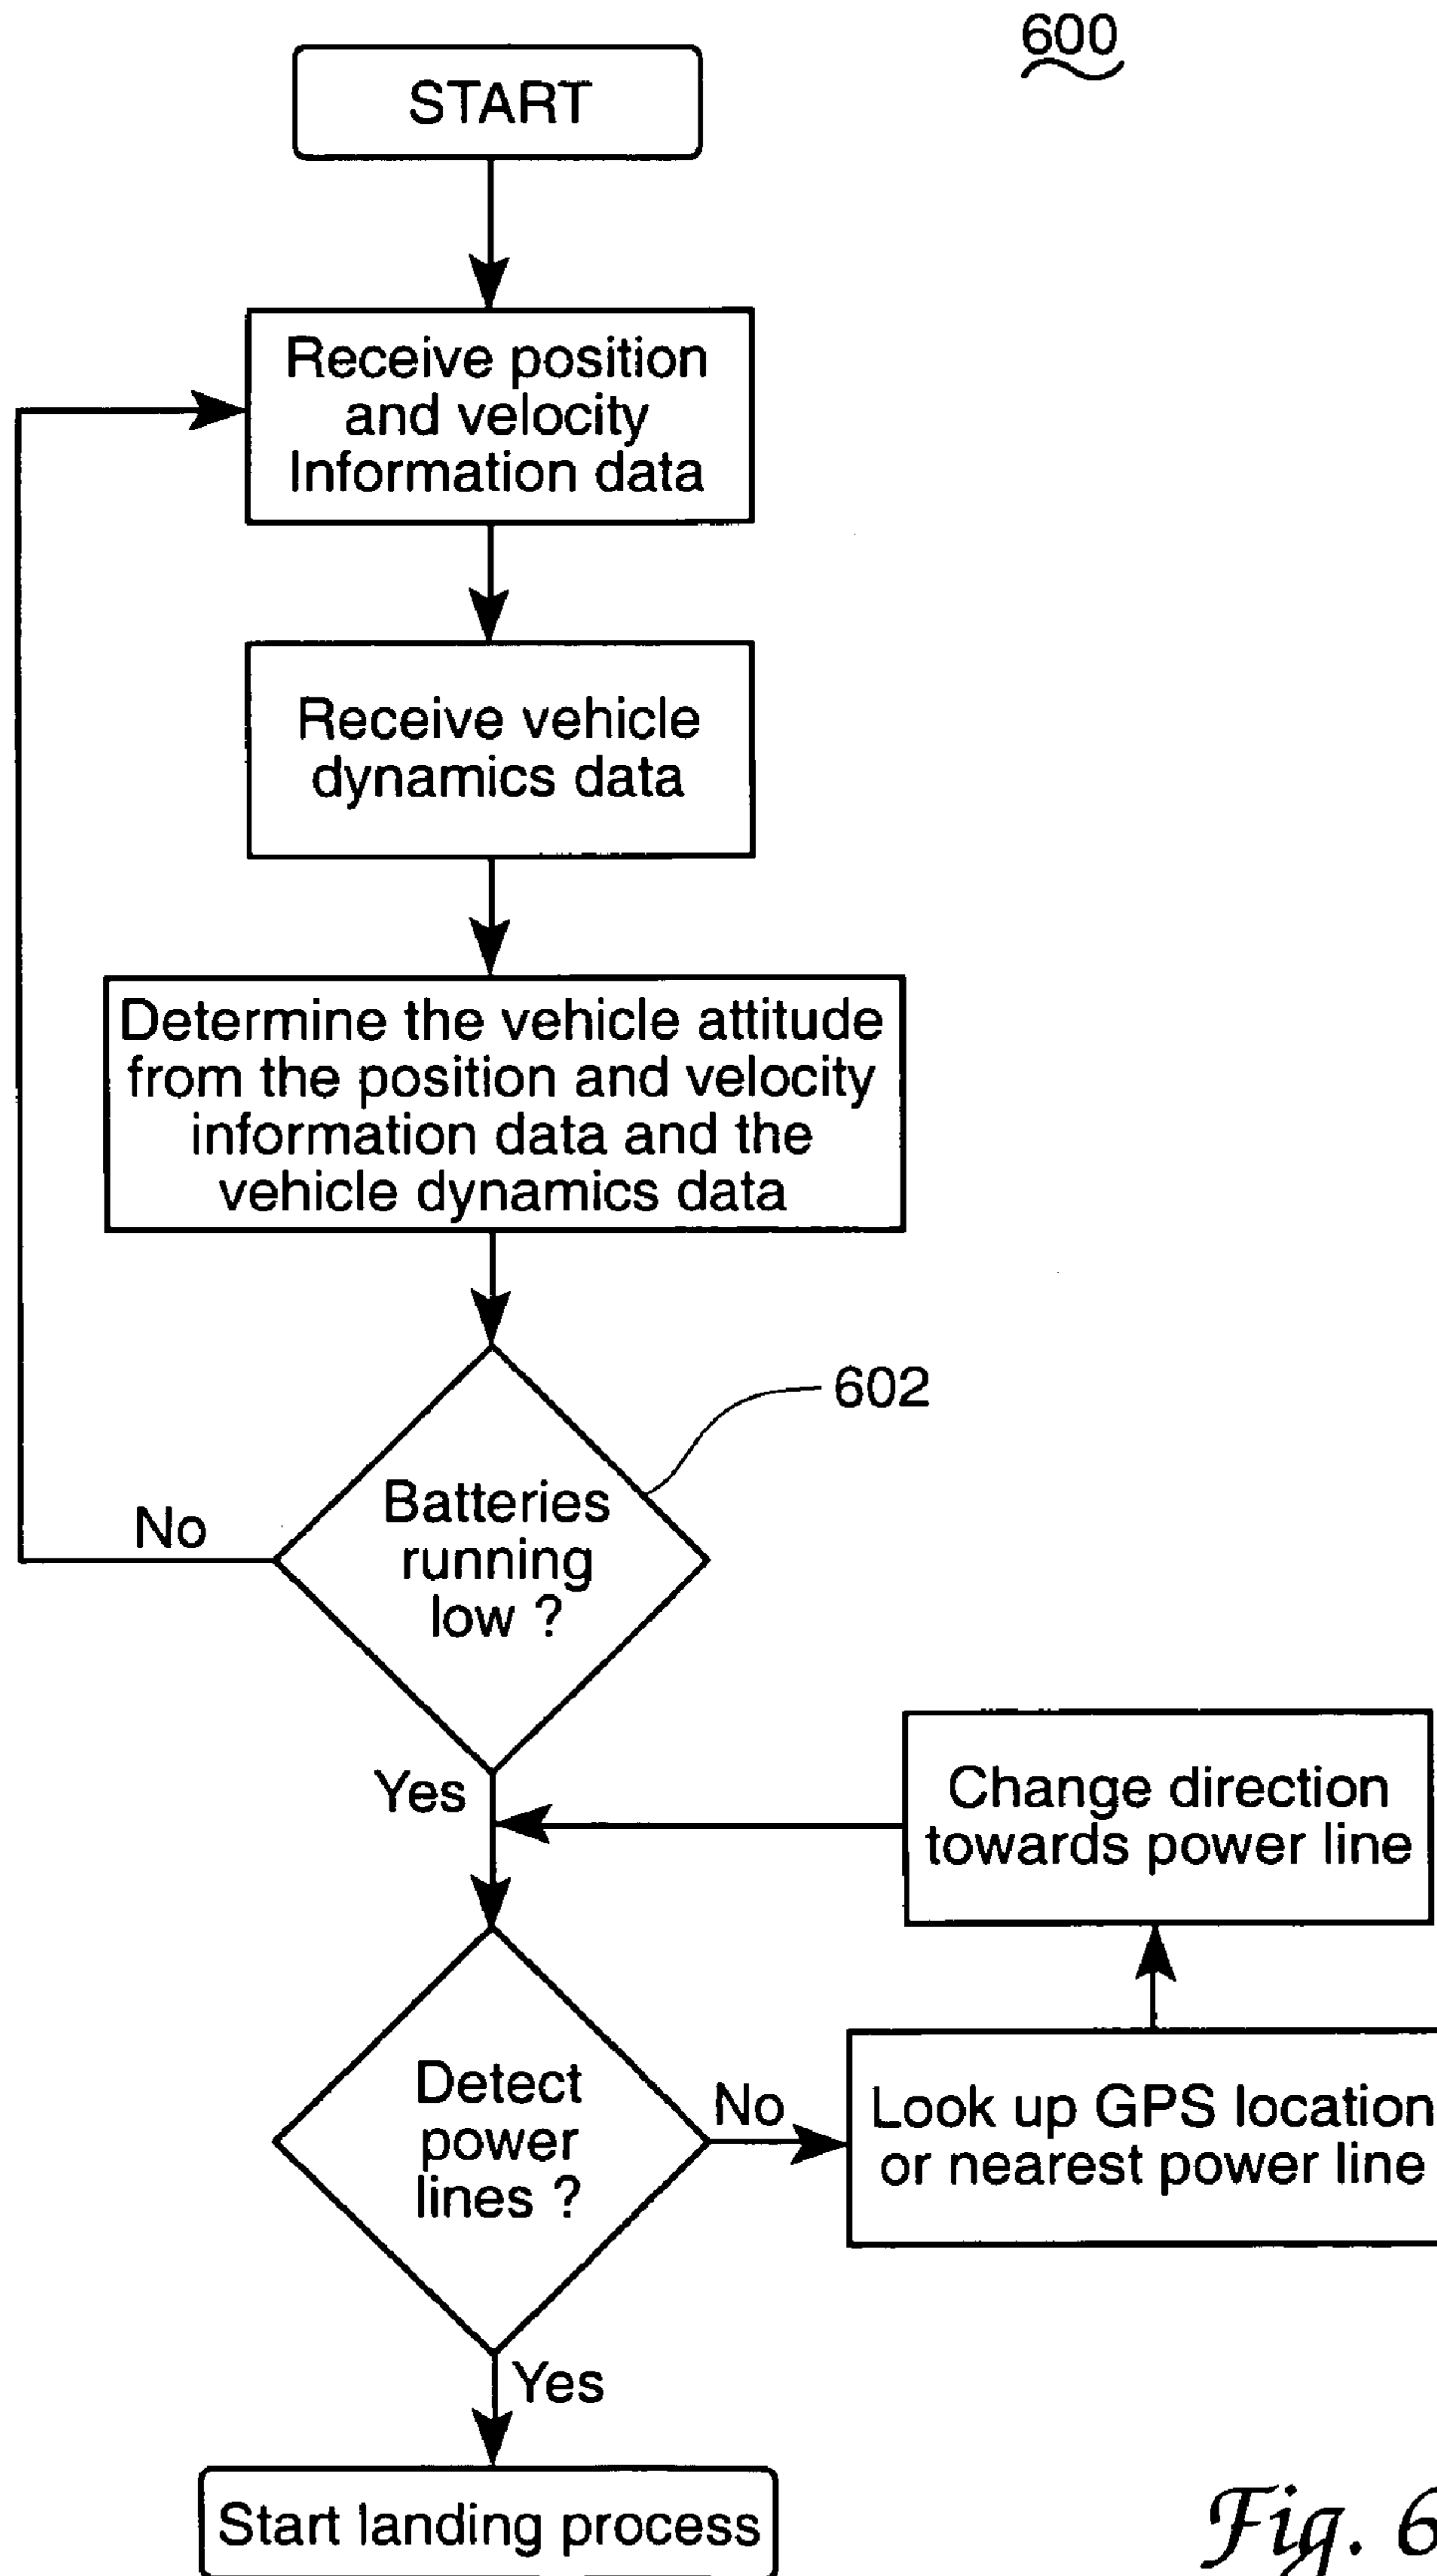 600
START
Receive position
and velocity
Information data
Receive vehicle
dynamics data
Determine the vehicle attitude
from the position and velocity
information data and the
vehicle dynamics data
602
Batteries
running
low ?
No
Yes
Change direction
towards power line
Detect
power
lines ?
No
Look up GPS location
or nearest power line
Yes
Start landing process
Fig. 6